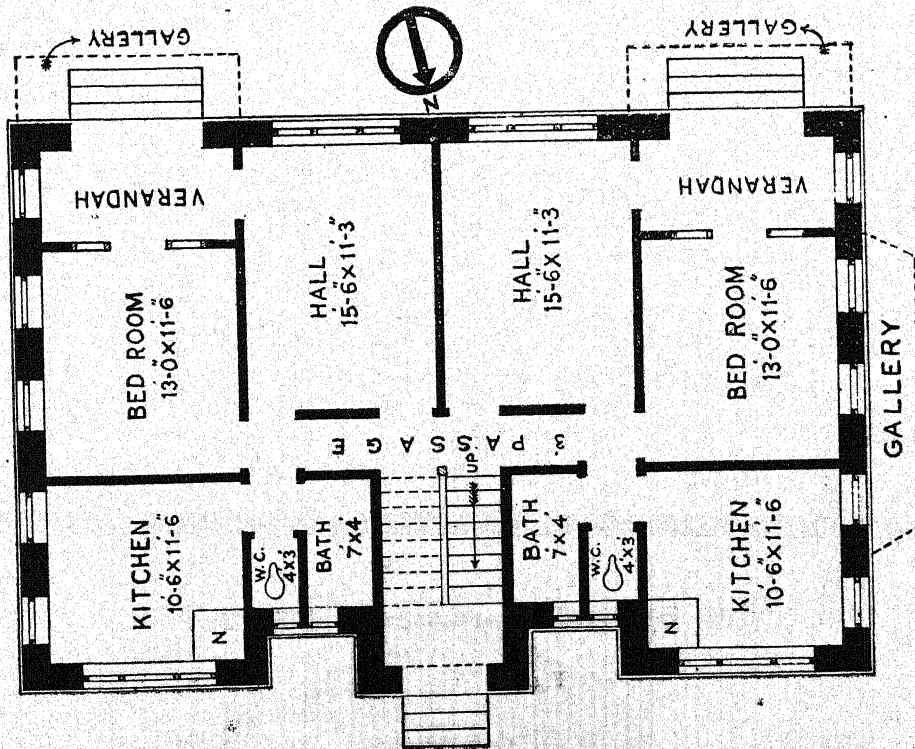 GALLERY
GALLERY
N
VERANDAH
VERANDAH
HALL
15'-6"X11'-3"
HALL
15'-6"X11'-3"
BED ROOM
13'-0"X11'-6"
BED ROOM
13'-0"X11'-6"
GALLERY
3' PASSAGE
UP
KITCHEN
10'-6"X11'-6"
W.C.
4'X3'
BATH
7'X4'
BATH
7'X4'
W.C.
4'X3'
KITCHEN
10'-6"X11'-6"
N
N